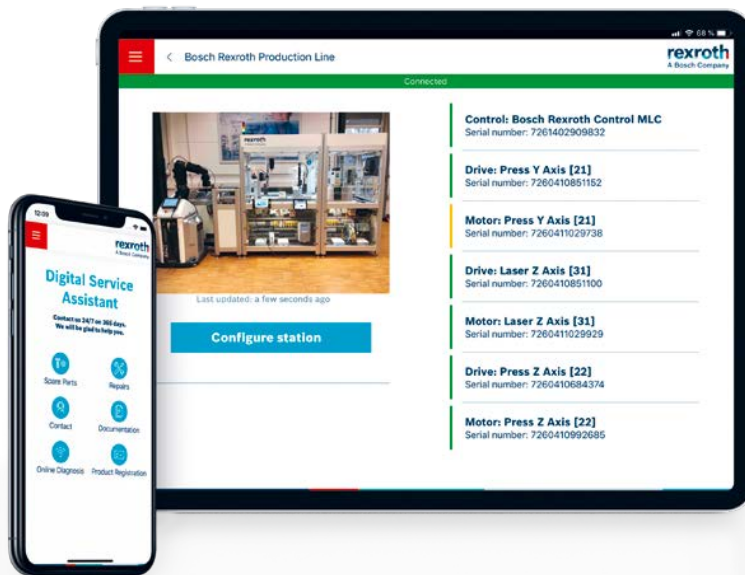 68 %
Bosch Rexroth Production Line
rexroth
A Bosch Company
Connected
rexroth
Last updated: a few seconds ago
Configure station
Control: Bosch Rexroth Control MLC
Serial number: 7261402909832
Drive: Press Y Axis [21]
Serial number: 7260410851152
Motor: Press Y Axis [21]
Serial number: 7260411029738
Drive: Laser Z Axis [31]
Serial number: 7260410851100
Motor: Laser Z Axis [31]
Serial number: 7260411029929
Drive: Press Z Axis [22]
Serial number: 7260410684374
Motor: Press Z Axis [22]
Serial number: 7260410992685
12:09
rexroth
A Bosch Company
Digital Service
Assistant
Contact us 24/7 on 365 days.
We will be glad to help you.
Spare Parts
Repairs
Contact
Documentation
Online Diagnosis
Product Registration